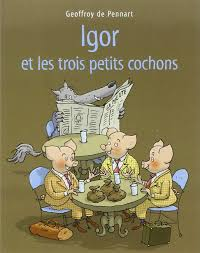 Geoffroy de Pennart
Igor
et les trois petits cochons